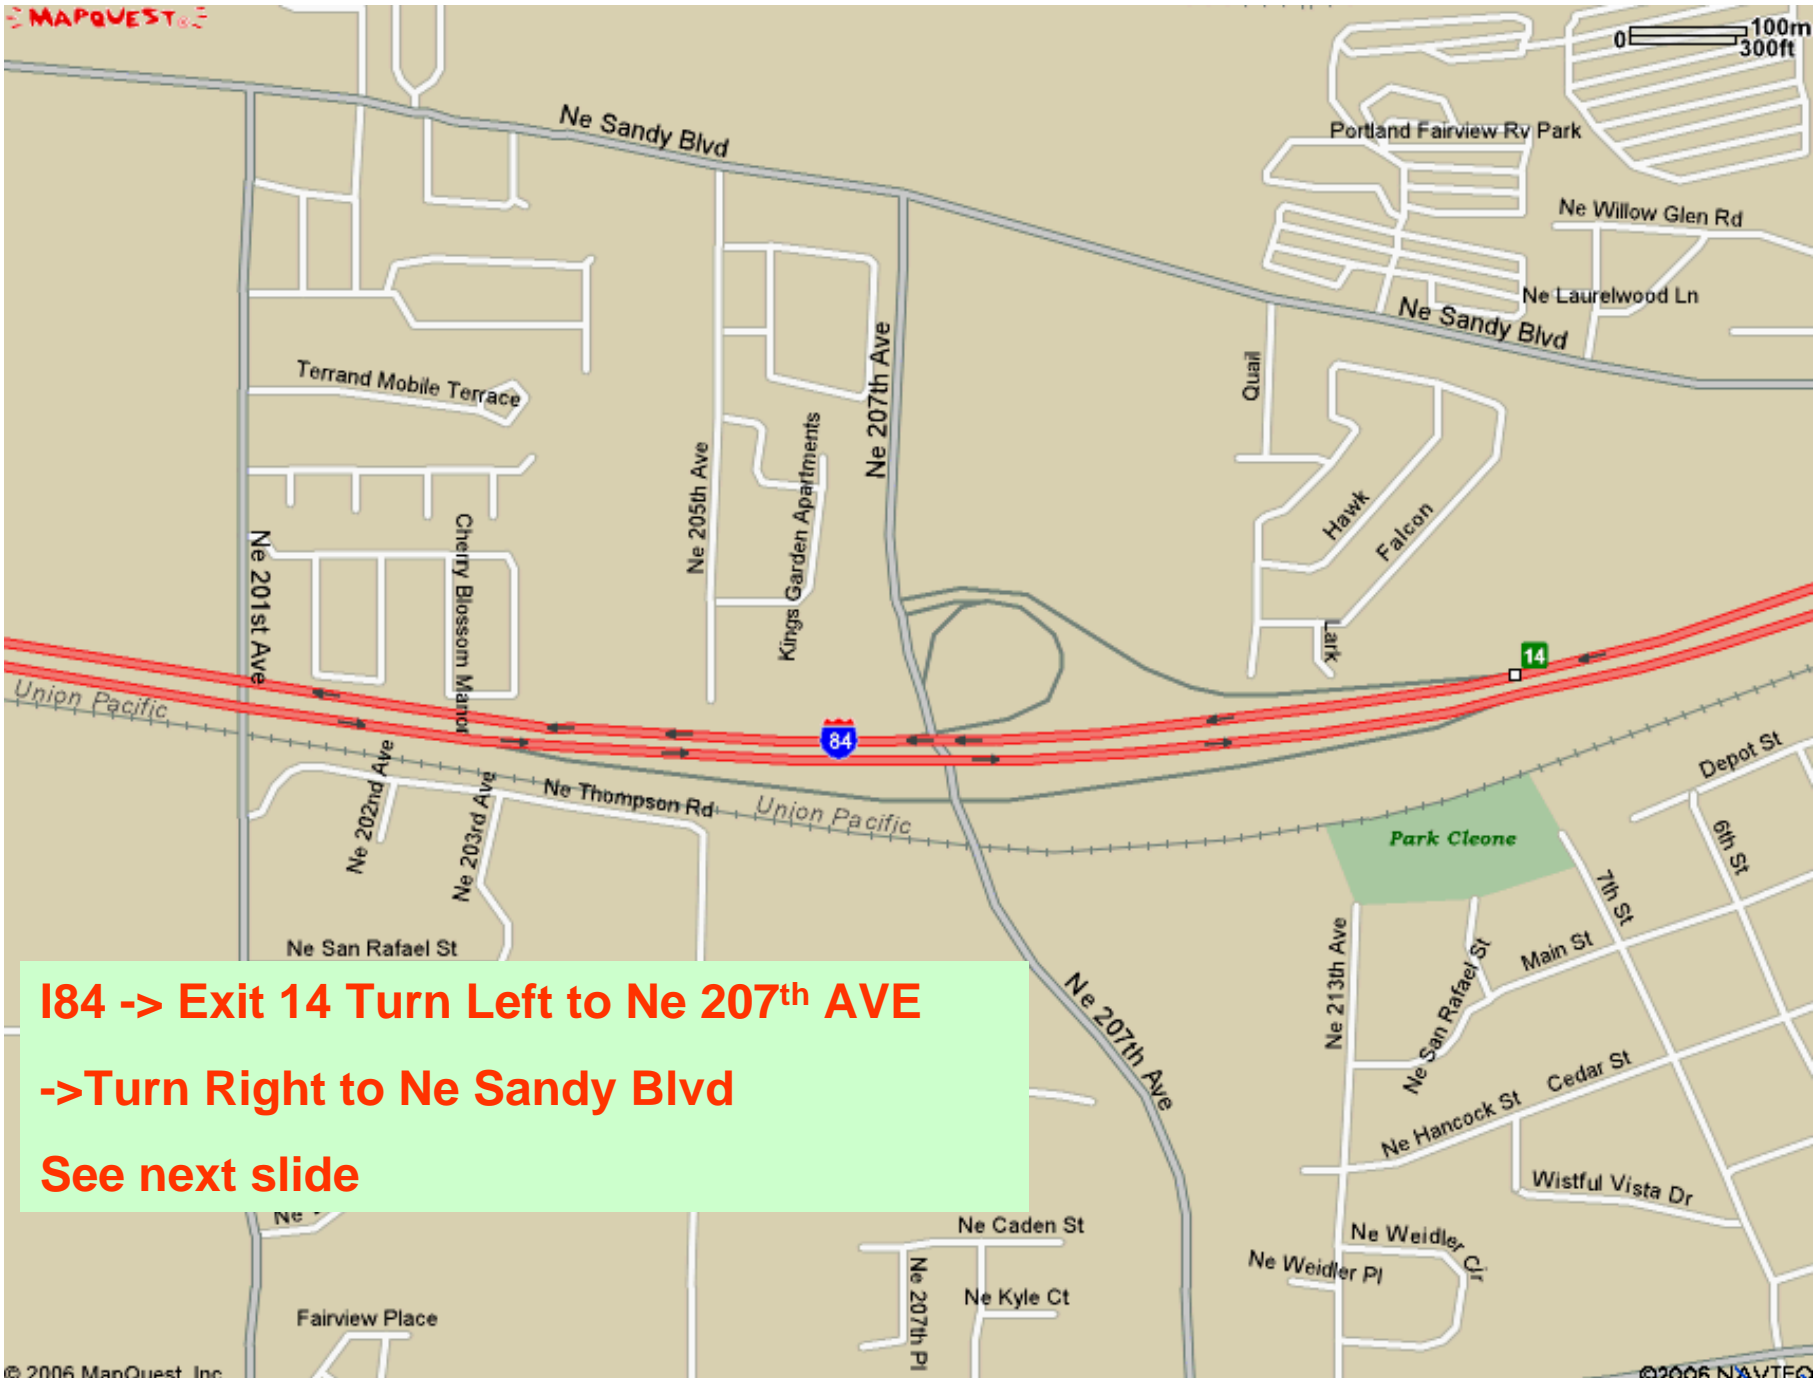 MAPQUEST
100m
0
300ft
Ne Sandy Blvd
Portland Fairview Rv Park
Ne Willow Glen Rd
Ne Laurelwood Ln
Ne Sandy Blvd
Terrand Mobile Terrace
Ne 207th Ave
Quail
Ne 205th Ave
Kings Garden Apartments
Hawk
Falcon
Cherry Blossom Manor
Ne 201st Ave
Lark
14
Union Pacific
84
Depot St
Ne 202nd Ave
Ne 203rd Ave
Ne Thompson Rd
Union Pacific
Park Cleone
6th St
7th St
Ne San Rafael St
Ne 213th Ave
Main St
Ne San Rafael St
Ne 207th Ave
I84 -> Exit 14 Turn Left to Ne 207th AVE
->Turn Right to Ne Sandy Blvd
See next slide
Cedar St
Ne Hancock St
Wistful Vista Dr
Ne
Ne Caden St
Ne Weidler Cir
Ne Weidler Pl
Ne 207th Pl
Ne Kyle Ct
Fairview Place
© 2006 MapQuest, Inc
©2006 NAVTEQ